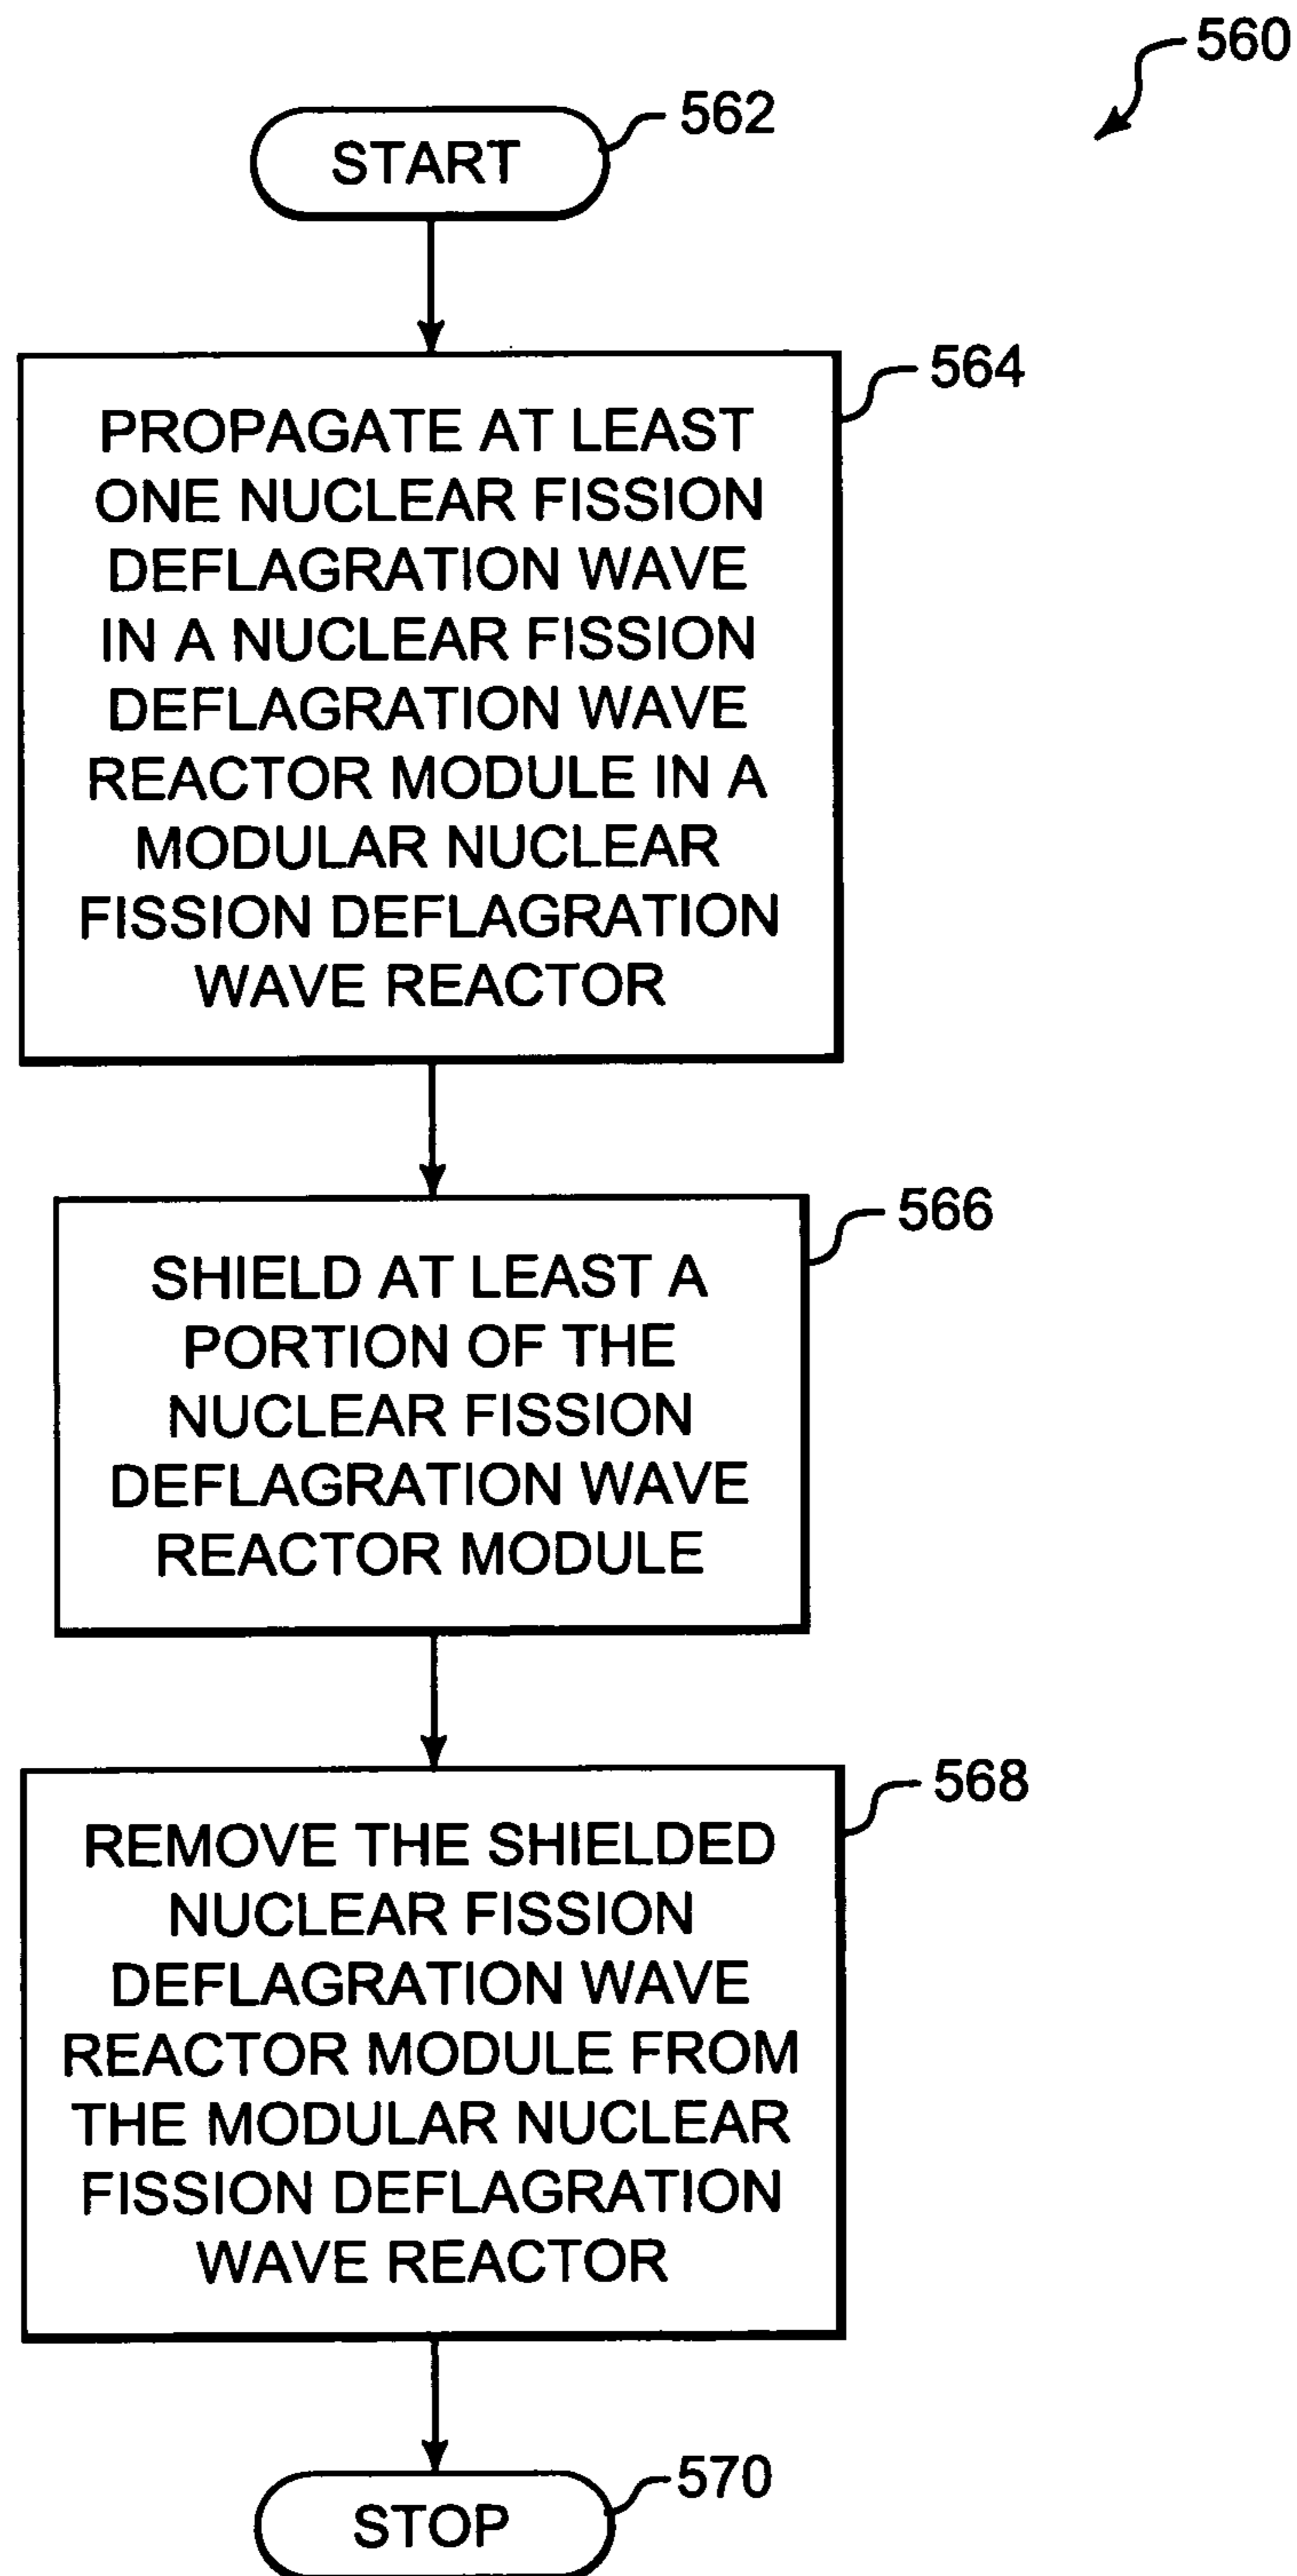 560
START
562
564
PROPAGATE AT LEAST
ONE NUCLEAR FISSION
DEFLAGRATION WAVE
IN A NUCLEAR FISSION
DEFLAGRATION WAVE
REACTOR MODULE IN A
MODULAR NUCLEAR
FISSION DEFLAGRATION
WAVE REACTOR
566
SHIELD AT LEAST A
PORTION OF THE
NUCLEAR FISSION
DEFLAGRATION WAVE
REACTOR MODULE
568
REMOVE THE SHIELDED
NUCLEAR FISSION
DEFLAGRATION WAVE
REACTOR MODULE FROM
THE MODULAR NUCLEAR
FISSION DEFLAGRATION
WAVE REACTOR
570
STOP